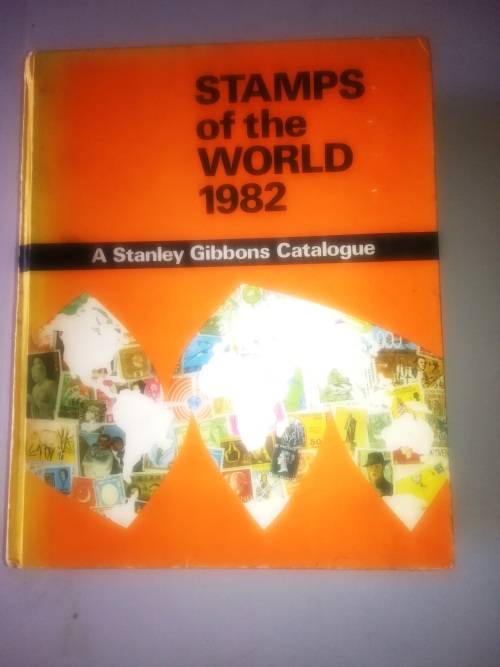 STAMPS
of the
WORLD
1982
A Stanley Gibbons Catalogue